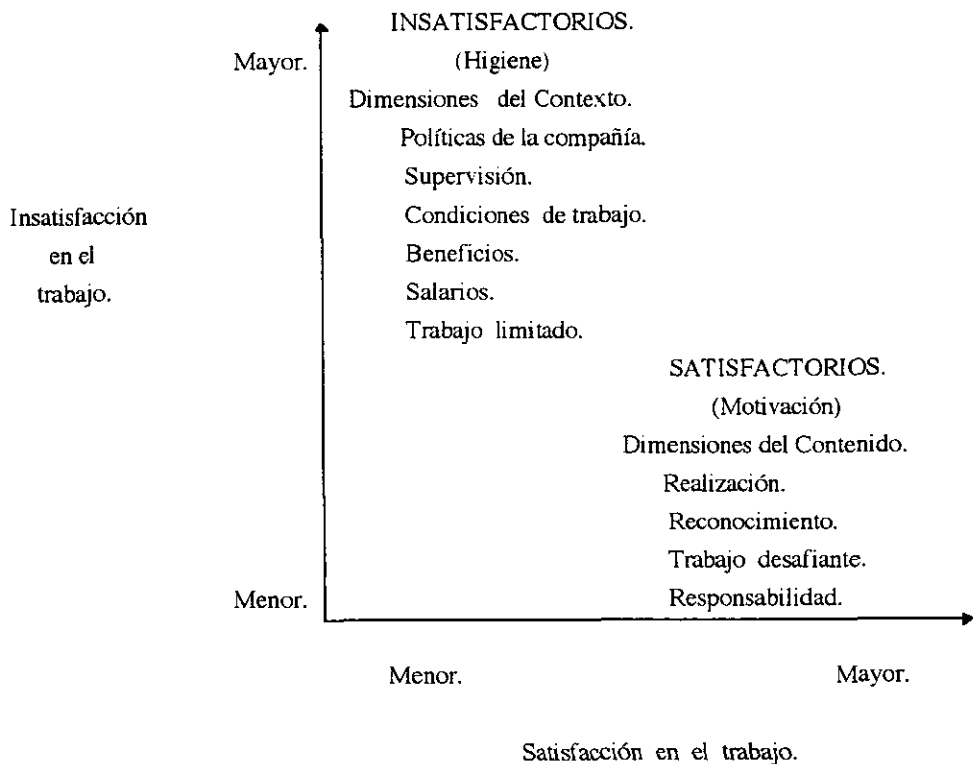 INSATISFACTORIOS.
Mayor.
(Higiene)
Dimensiones del Contexto.
Políticas de la compañía.
Supervisión.
Insatisfacción
en el
trabajo.
Condiciones de trabajo.
Beneficios.
Salarios.
Trabajo limitado.
SATISFACTORIOS.
(Motivación)
Dimensiones del Contenido.
Realización.
Reconocimiento.
Trabajo desafiante.
Menor.
Responsabilidad.
Menor.
Mayor.
Satisfacción en el trabajo.